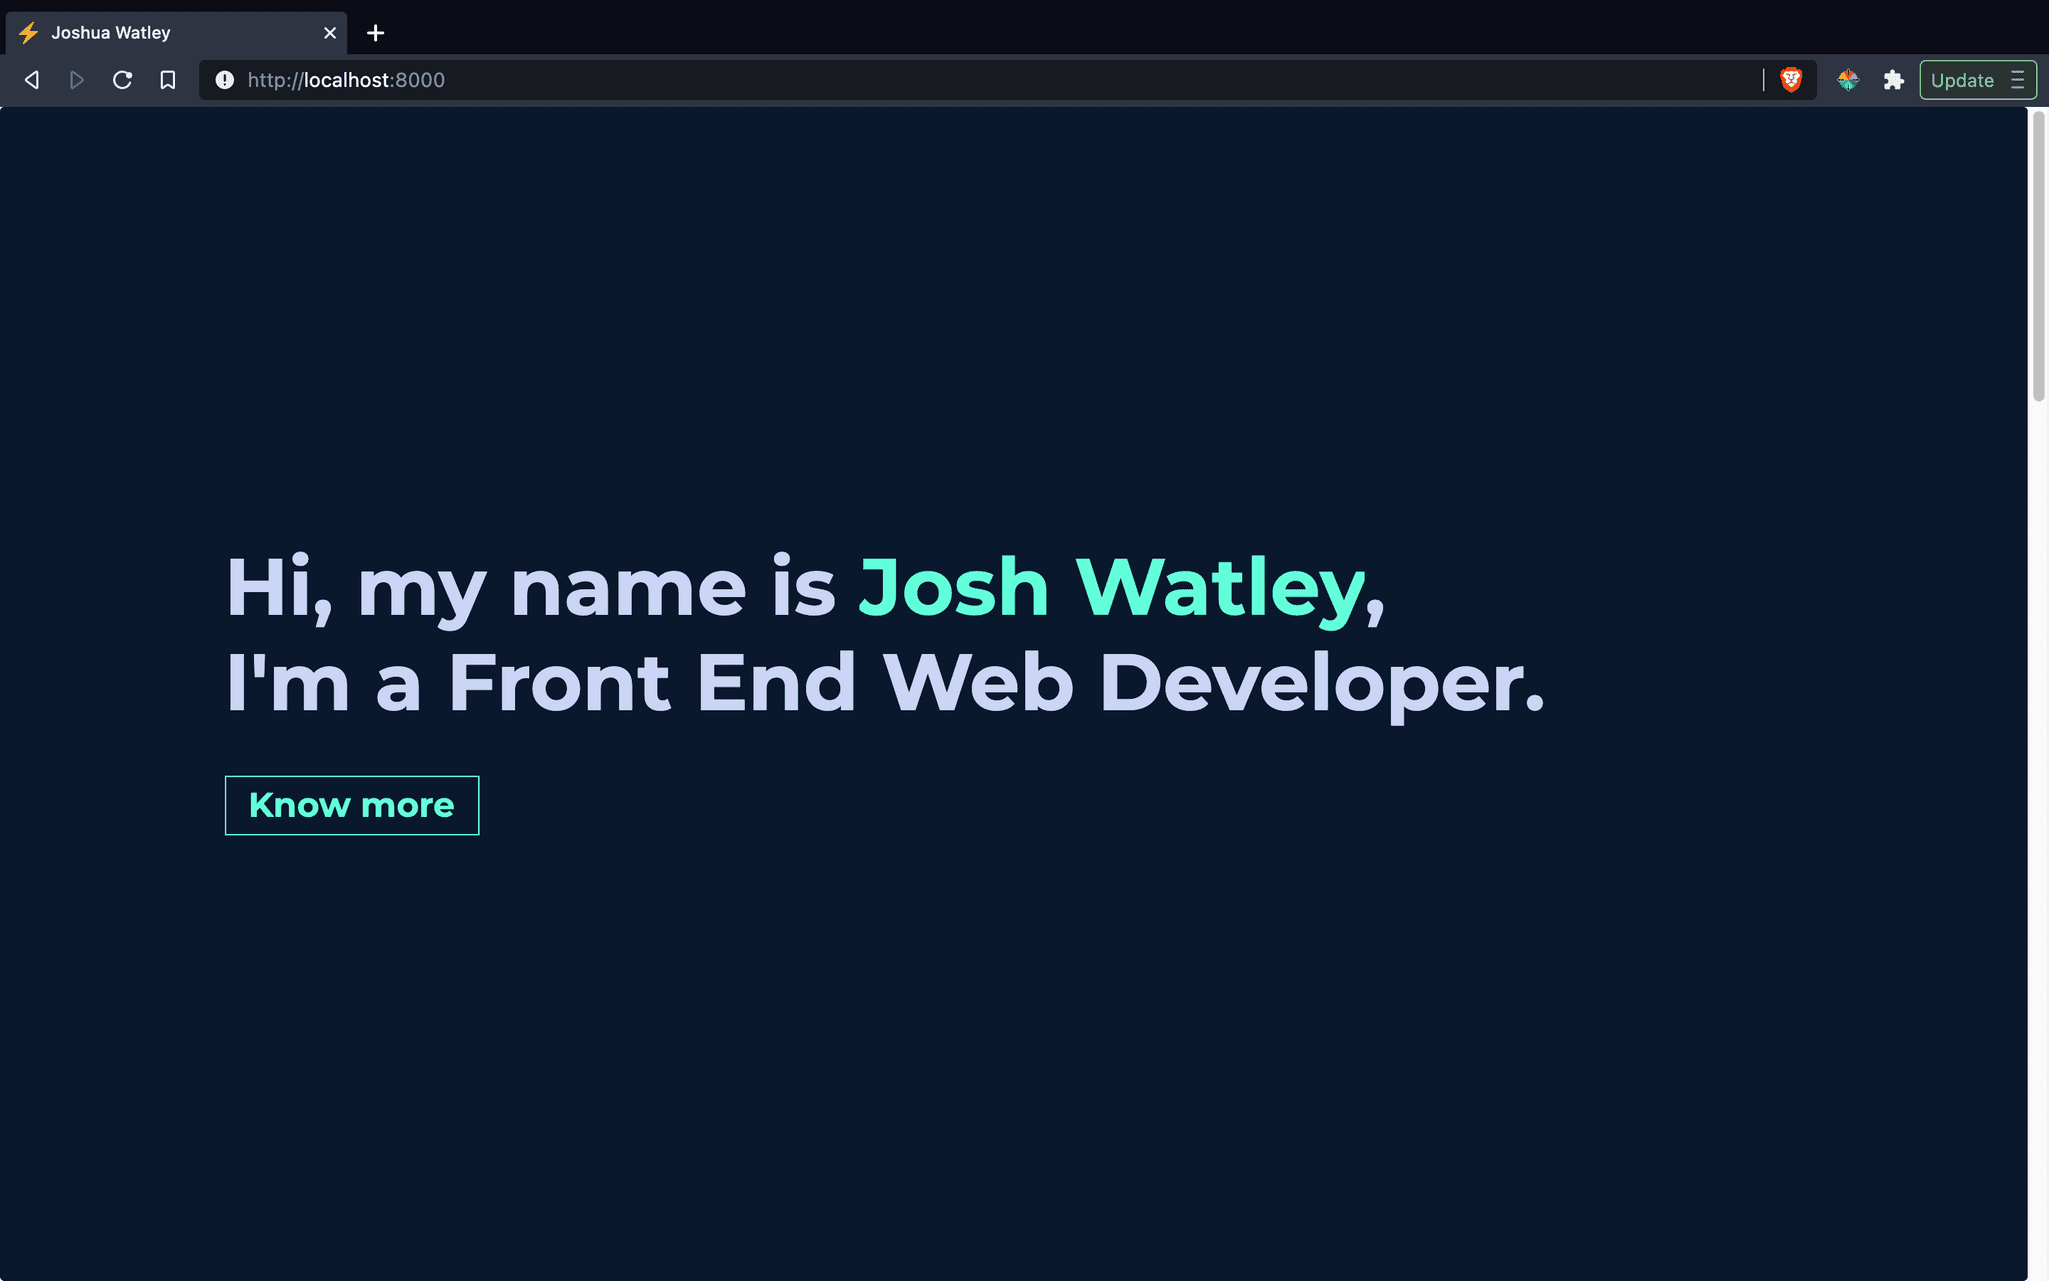 Joshua Watley
http://localhost:8000
Update
Hi, my name is Josh Watley,
I'm a Front End Web Developer.
Know more